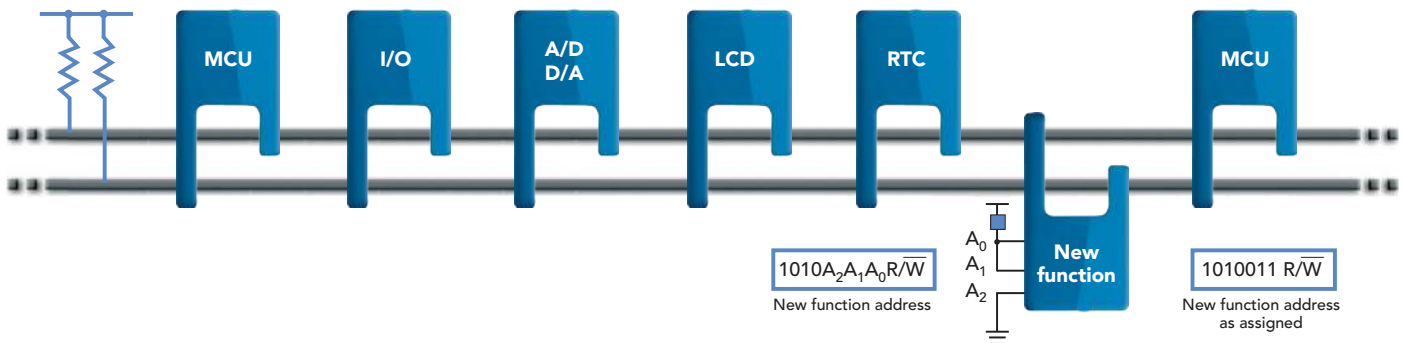 MCU
I/O
A/D
D/A
LCD
RTC
MCU
A₀
A₁
A₂
New
function
1010A₂A₁A₀R/W̅
New function address
1010011 R/W̅
New function address
as assigned